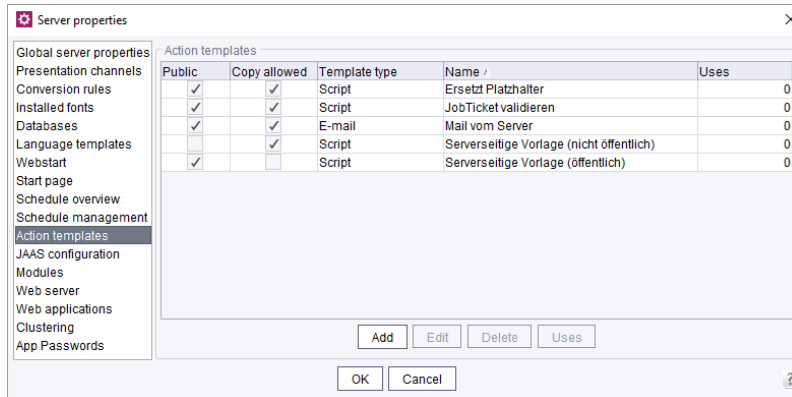 Server properties
Global server properties
Presentation channels
Conversion rules
Installed fonts
Databases
Language templates
Webstart
Start page
Schedule overview
Schedule management
Action templates
JAAS configuration
Modules
Web server
Web applications
Clustering
App Passwords
Action templates
Public Copy allowed Template type Name Uses
Script Ersetzt Platzhalter 0
Script JobTicket validieren 0
E-mail Mail vom Server 0
Script Serverseitige Vorlage (nicht öffentlich) 0
Script Serverseitige Vorlage (öffentlich) 0
Add Edit Delete Uses
OK Cancel ?